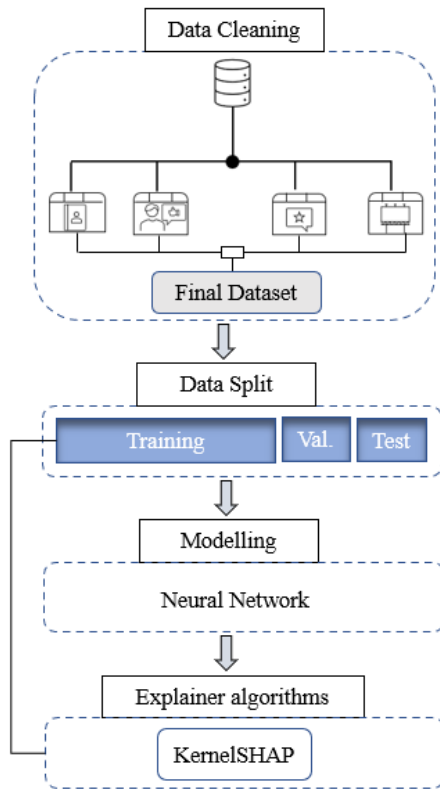 Data Cleaning
Final Dataset
Data Split
Training Val. Test
Modelling
Neural Network
Explainer algorithms
KernelSHAP